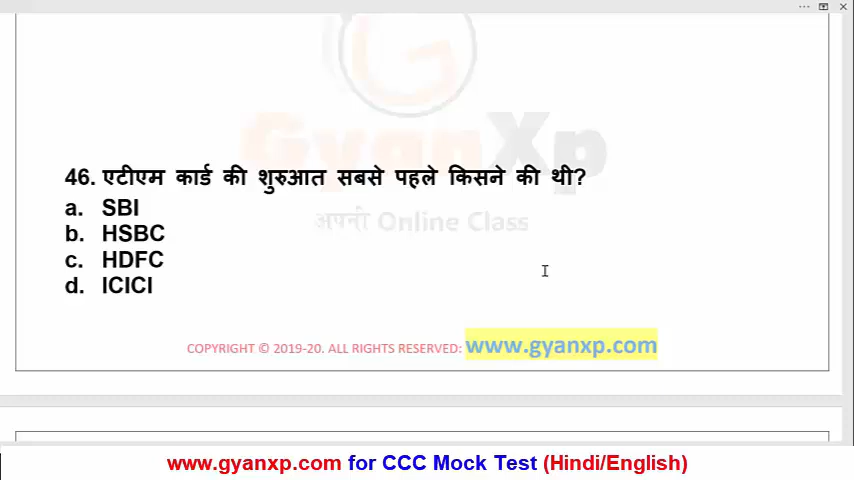 GyanXp
46. एटीएम कार्ड की शुरुआत सबसे पहले किसने की थी?
a. SBI
अपनी Online Class
b. HSBC
c. HDFC
d. ICICI
COPYRIGHT © 2019-20. ALL RIGHTS RESERVED: www.gyanxp.com
www.gyanxp.com for CCC Mock Test (Hindi/English)